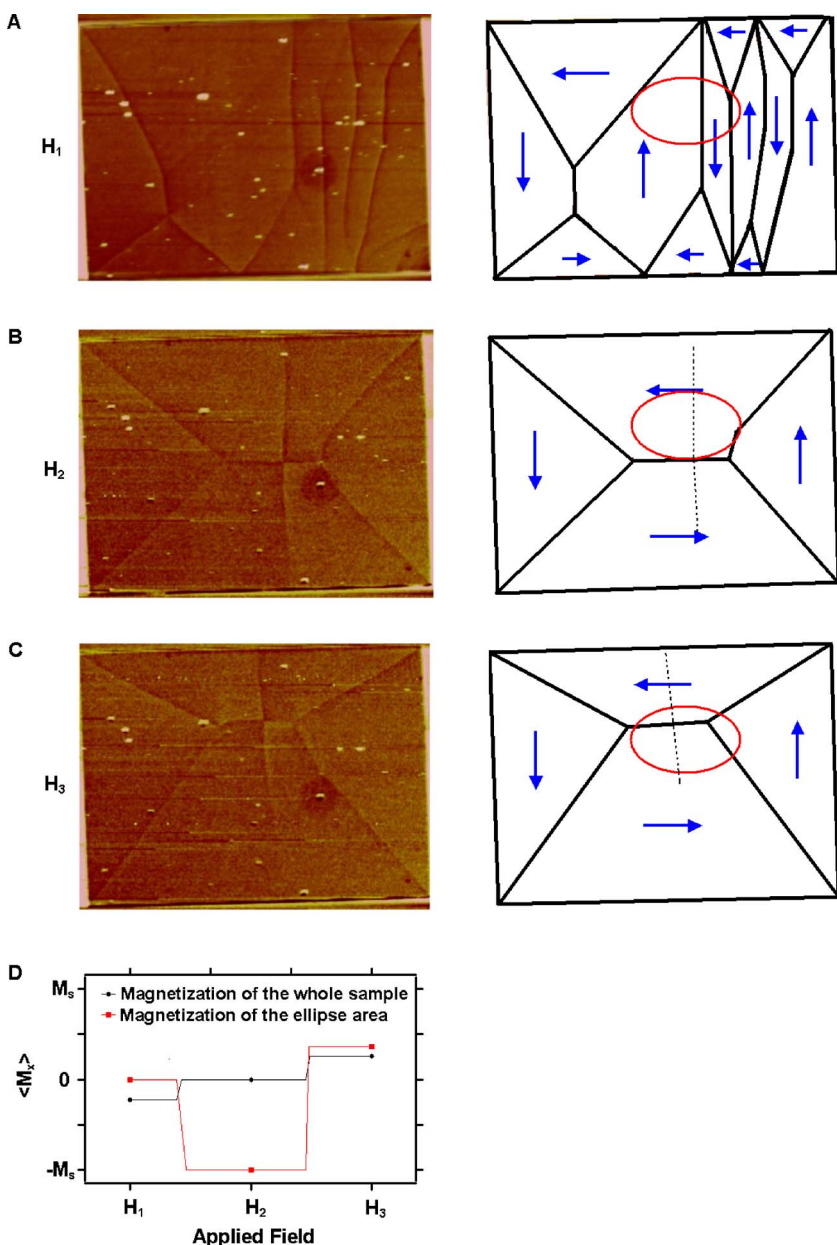 A
H₁
B
H₂
C
H₃
D
Mₛ
Magnetization of the whole sample
Magnetization of the ellipse area
<Mₓ>
0
-Mₛ
H₁ H₂ H₃
Applied Field